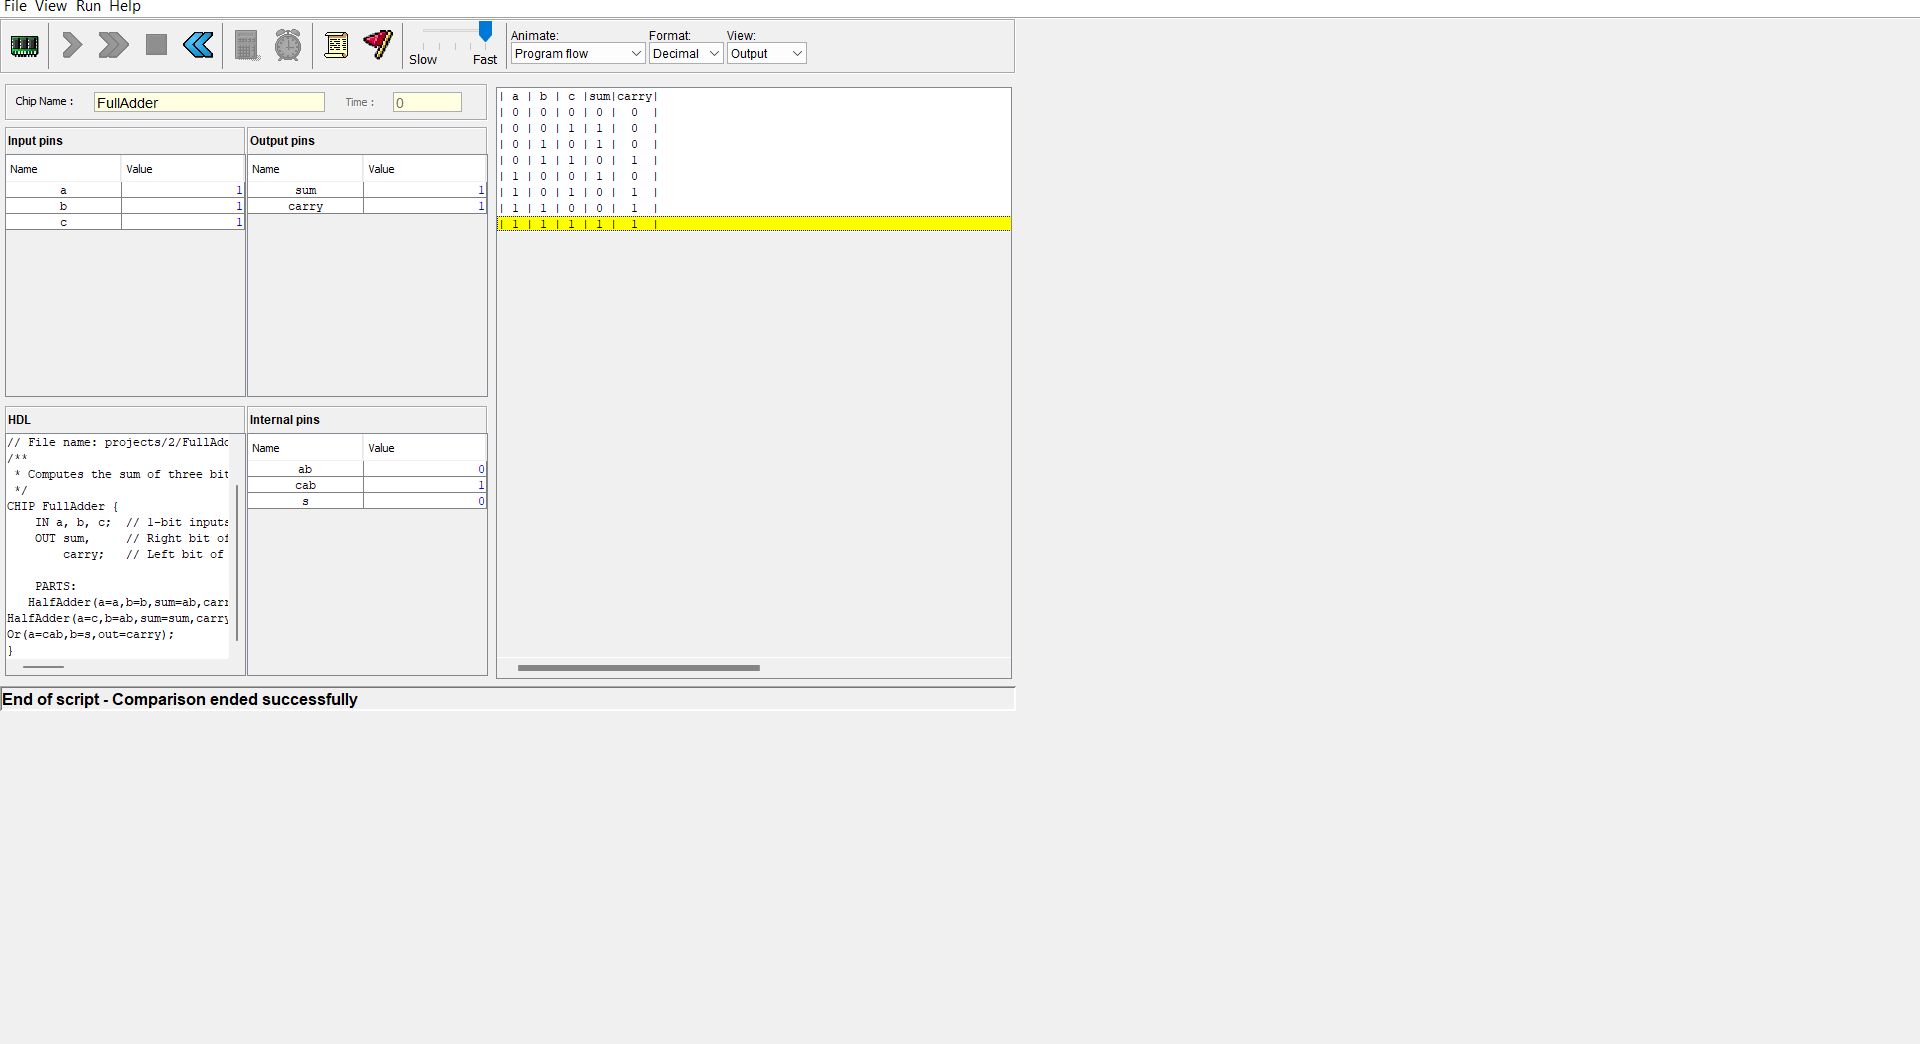 File View Run Help
Slow Fast
Animate: Format: View:
Program flow Decimal Output
Chip Name : FullAdder Time : 0
Input pins
Name Value
a 1
b 1
c 1
Output pins
Name Value
sum 1
carry 1
| a | b | c |sum|carry|
| 0 | 0 | 0 | 0 | 0 |
| 0 | 0 | 1 | 1 | 0 |
| 0 | 1 | 0 | 1 | 0 |
| 0 | 1 | 1 | 0 | 1 |
| 1 | 0 | 0 | 1 | 0 |
| 1 | 0 | 1 | 0 | 1 |
| 1 | 1 | 0 | 0 | 1 |
| 1 | 1 | 1 | 1 | 1 |
HDL
// File name: projects/2/FullAdd
/**
* Computes the sum of three bit
*/
CHIP FullAdder {
IN a, b, c; // 1-bit inputs
OUT sum, // Right bit of
carry; // Left bit of
PARTS:
HalfAdder(a=a,b=b,sum=ab,carr
HalfAdder(a=c,b=ab,sum=sum,carry
Or(a=cab,b=s,out=carry);
}
Internal pins
Name Value
ab 0
cab 1
s 0
End of script - Comparison ended successfully